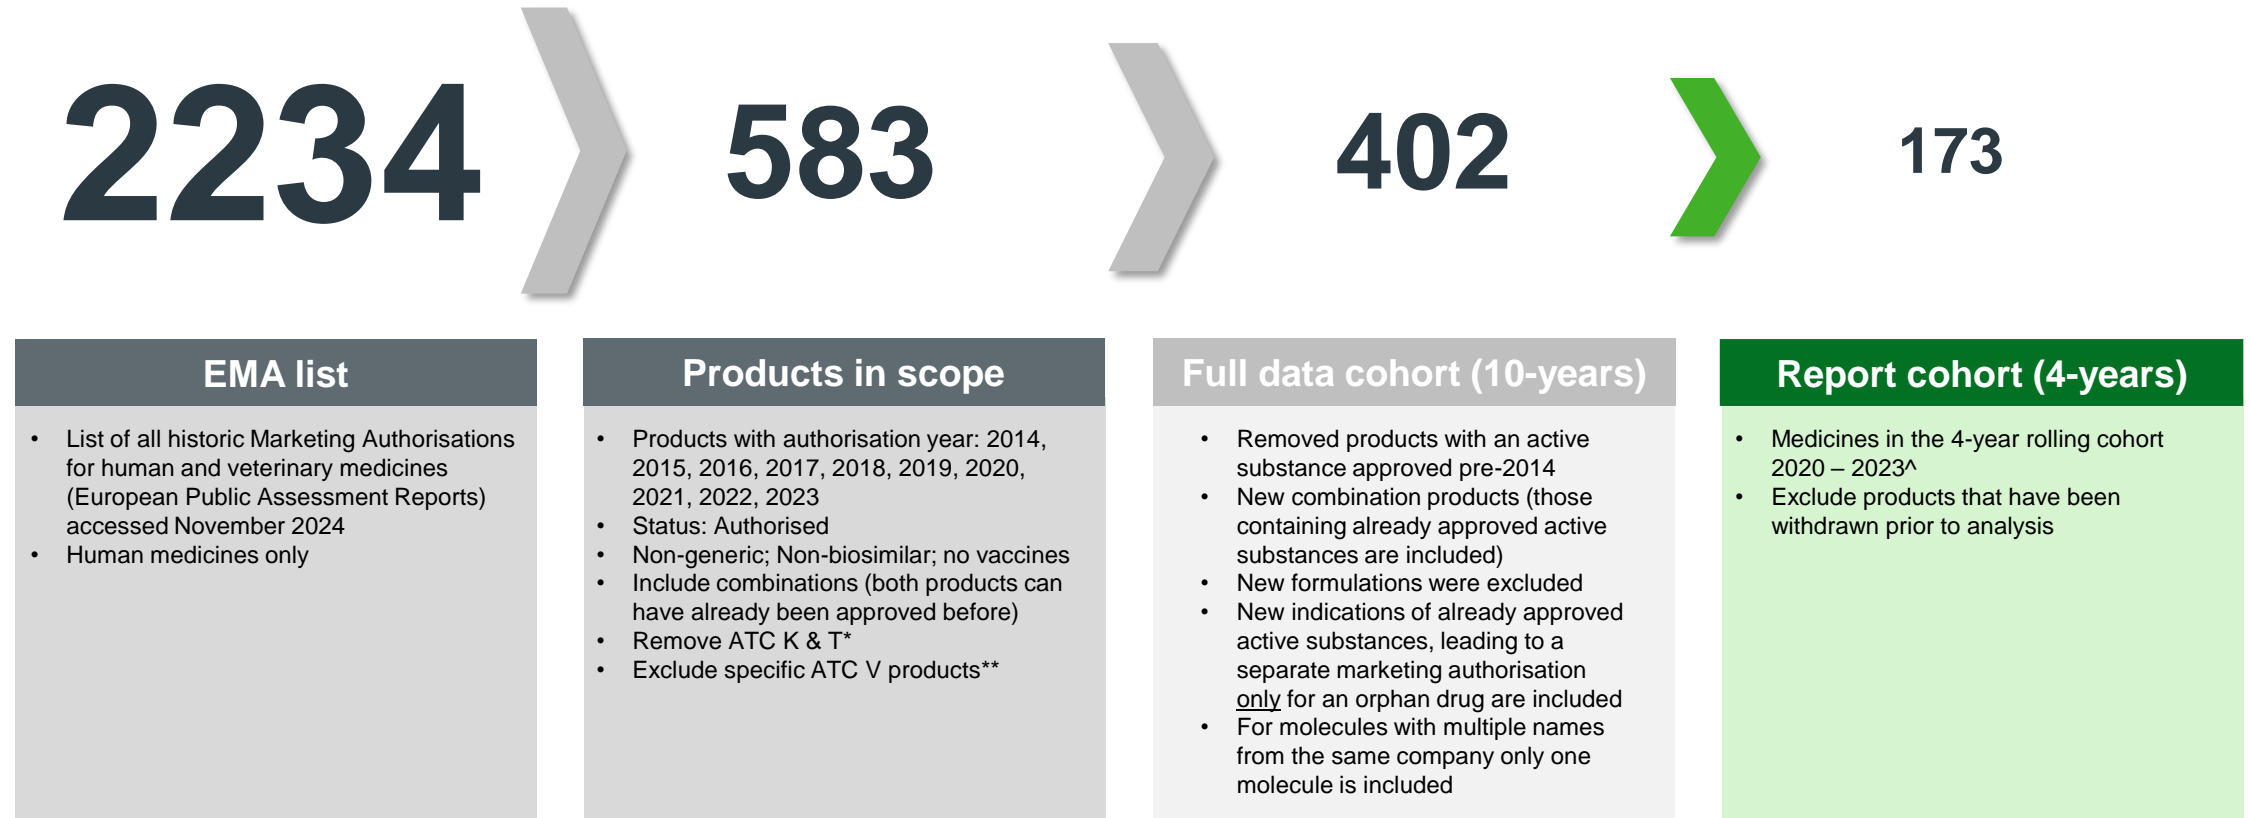 2234
583
402
173
EMA list
• List of all historic Marketing Authorisations
for human and veterinary medicines
(European Public Assessment Reports)
accessed November 2024
• Human medicines only
Products in scope
• Products with authorisation year: 2014,
2015, 2016, 2017, 2018, 2019, 2020,
2021, 2022, 2023
• Status: Authorised
• Non-generic; Non-biosimilar; no vaccines
• Include combinations (both products can
have already been approved before)
• Remove ATC K & T*
• Exclude specific ATC V products**
Full data cohort (10-years)
• Removed products with an active
substance approved pre-2014
• New combination products (those
containing already approved active
substances are included)
• New formulations were excluded
• New indications of already approved
active substances, leading to a
separate marketing authorisation
only for an orphan drug are included
• For molecules with multiple names
from the same company only one
molecule is included
Report cohort (4-years)
• Medicines in the 4-year rolling cohort
2020 – 2023^
• Exclude products that have been
withdrawn prior to analysis